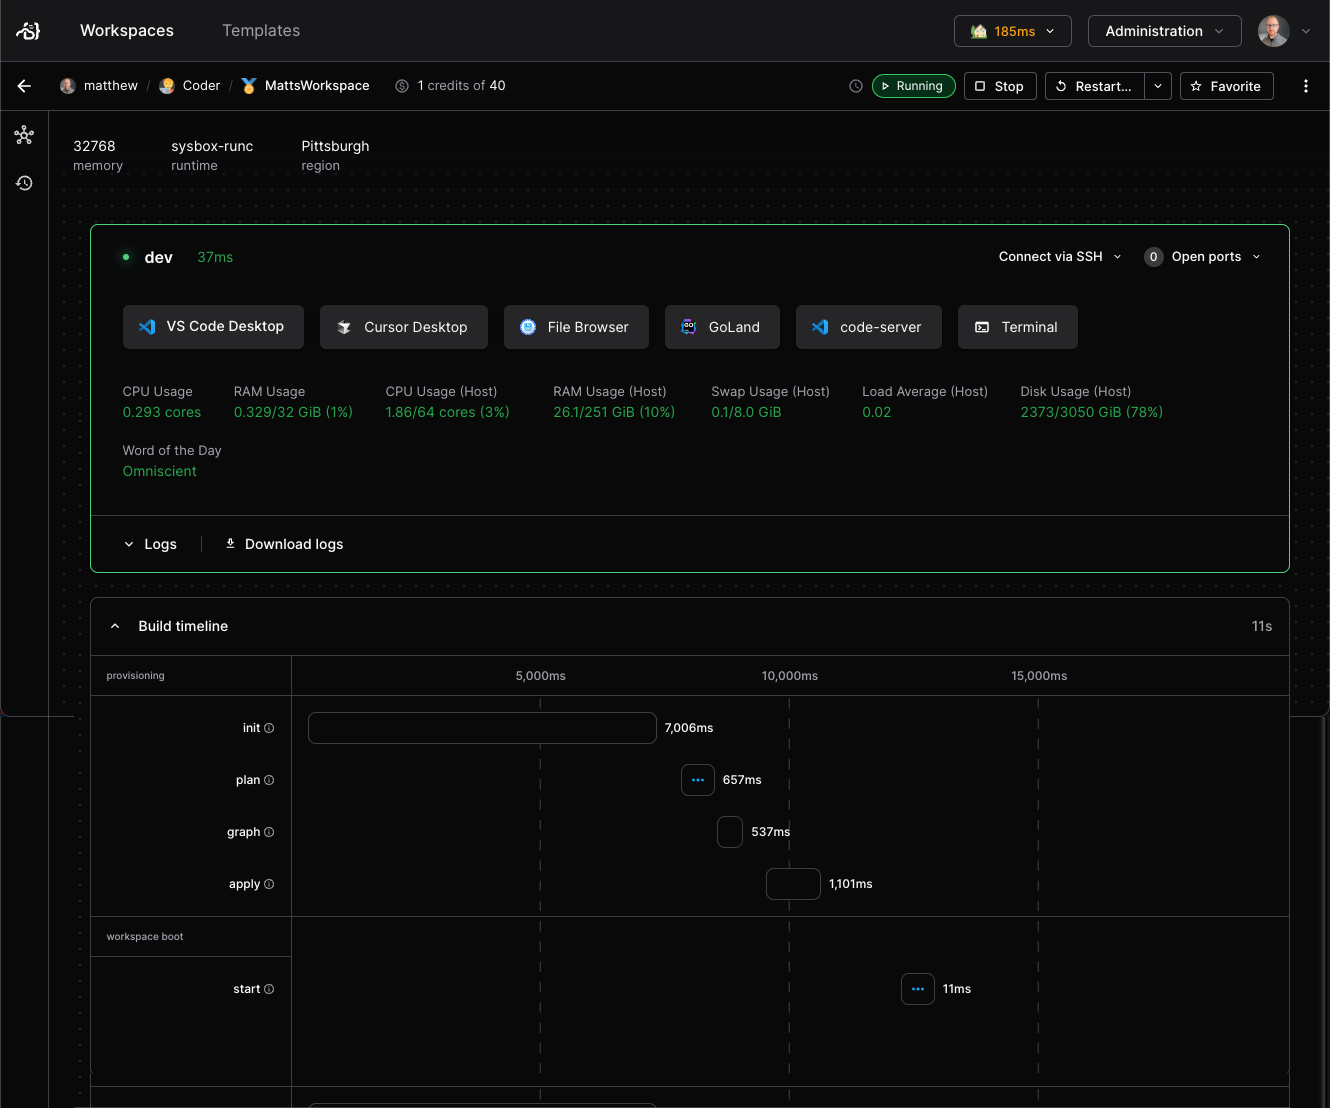 Workspaces Templates 185ms Administration
matthew / Coder / MattsWorkspace 1 credits of 40 Running Stop Restart... Favorite
32768 sysbox-runc Pittsburgh
memory runtime region
dev 37ms Connect via SSH 0 Open ports
VS Code Desktop Cursor Desktop File Browser GoLand code-server Terminal
CPU Usage RAM Usage CPU Usage (Host) RAM Usage (Host) Swap Usage (Host) Load Average (Host) Disk Usage (Host)
0.293 cores 0.329/32 GiB (1%) 1.86/64 cores (3%) 26.1/251 GiB (10%) 0.1/8.0 GiB 0.02 2373/3050 GiB (78%)
Word of the Day
Omniscient
Logs Download logs
Build timeline 11s
provisioning 5,000ms 10,000ms 15,000ms
init 7,006ms
plan 657ms
graph 537ms
apply 1,101ms
workspace boot
start 11ms